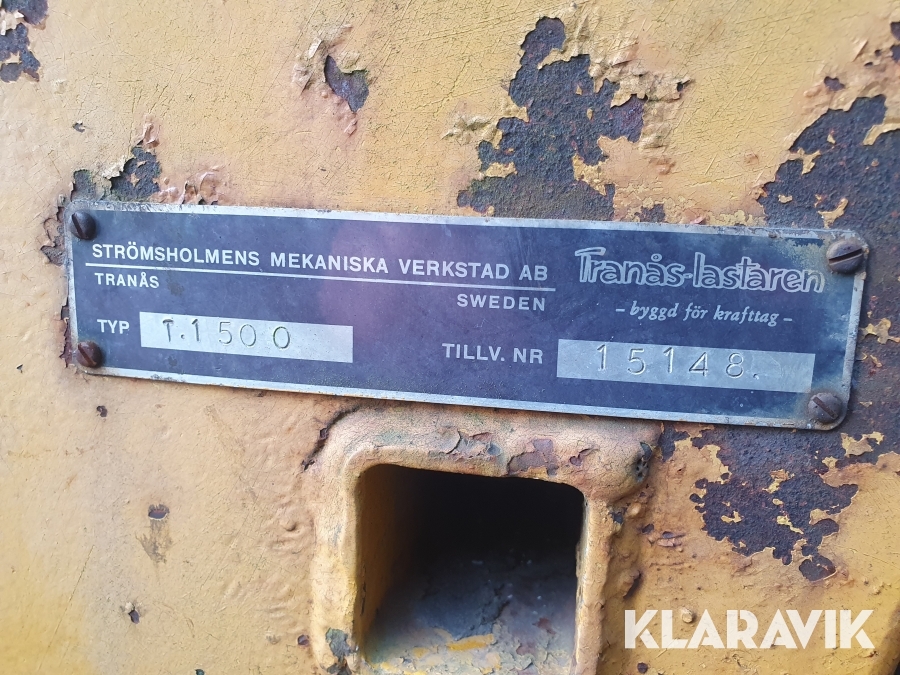 STRÖMSHOLMENS MEKANISKA VERKSTAD AB
TRANÅS
SWEDEN
Tranås-lastaren
- byggd för krafttag -
TYP T.1500
TILLV. NR 15148.
KLARAVIK